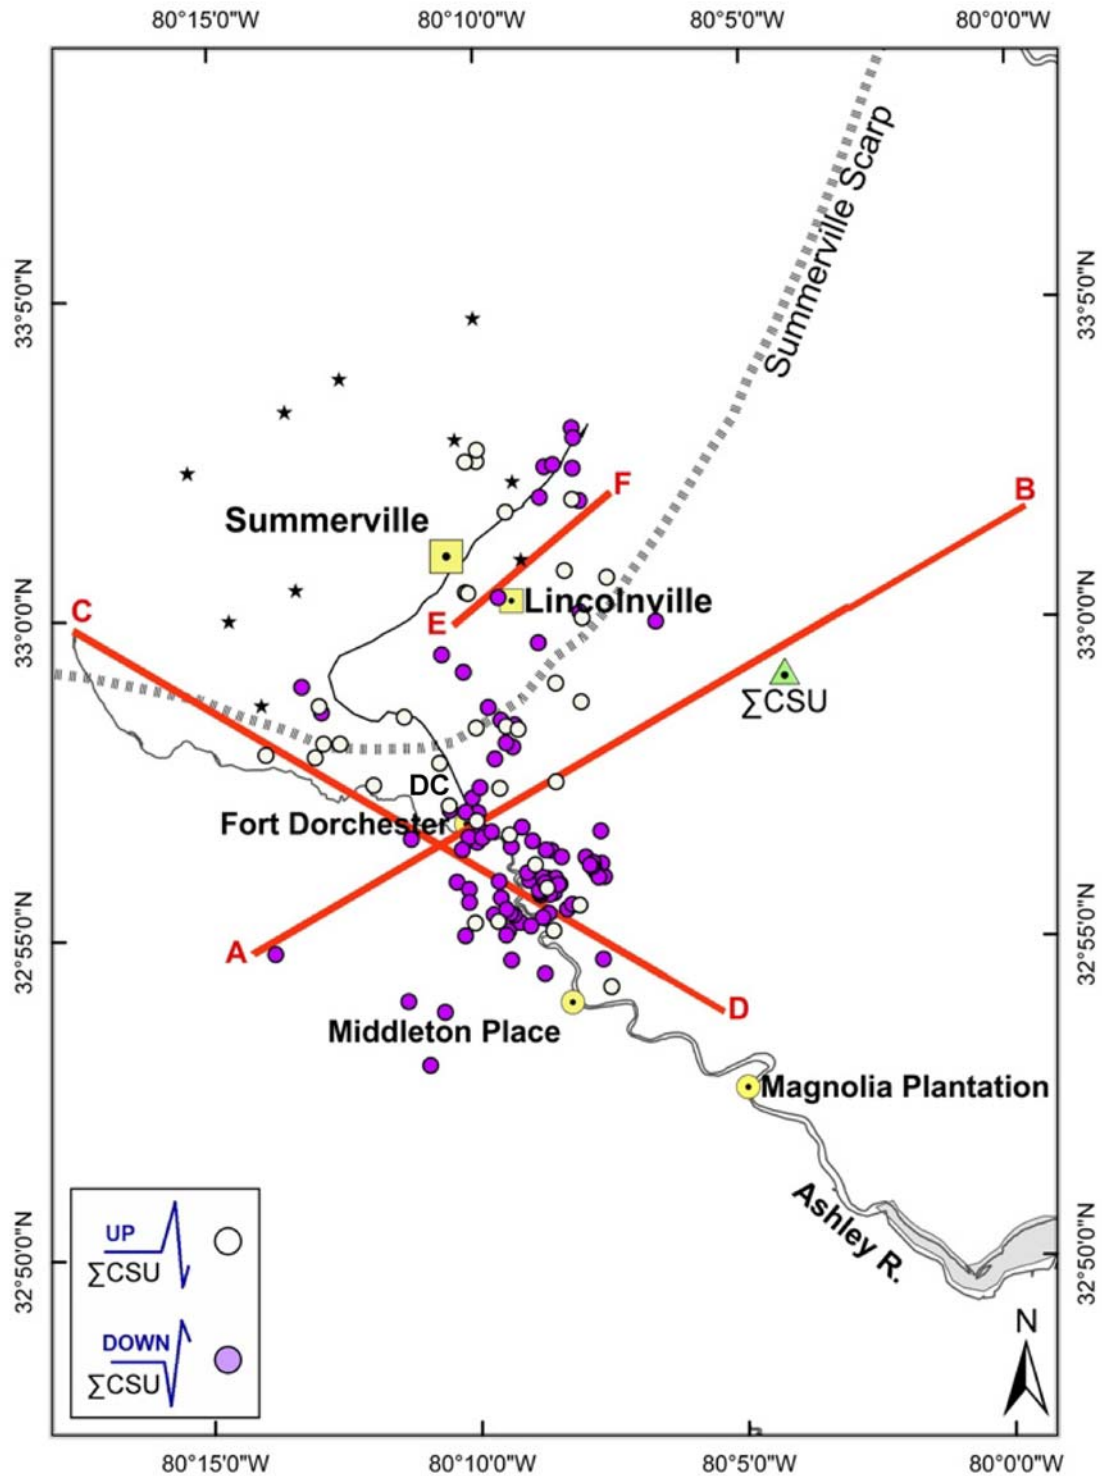 80°15'0"W 80°10'0"W 80°5'0"W 80°0'0"W
Summerville Scarp
33°5'0"N
33°5'0"N
F
B
Summerville
C
Lincolnville
E
33°0'0"N
33°0'0"N
∑CSU
DC
Fort Dorchester
A
32°55'0"N
32°55'0"N
D
Middleton Place
Magnolia Plantation
Ashley R.
UP
∑CSU
32°50'0"N
32°50'0"N
DOWN
∑CSU
N
80°15'0"W 80°10'0"W 80°5'0"W 80°0'0"W